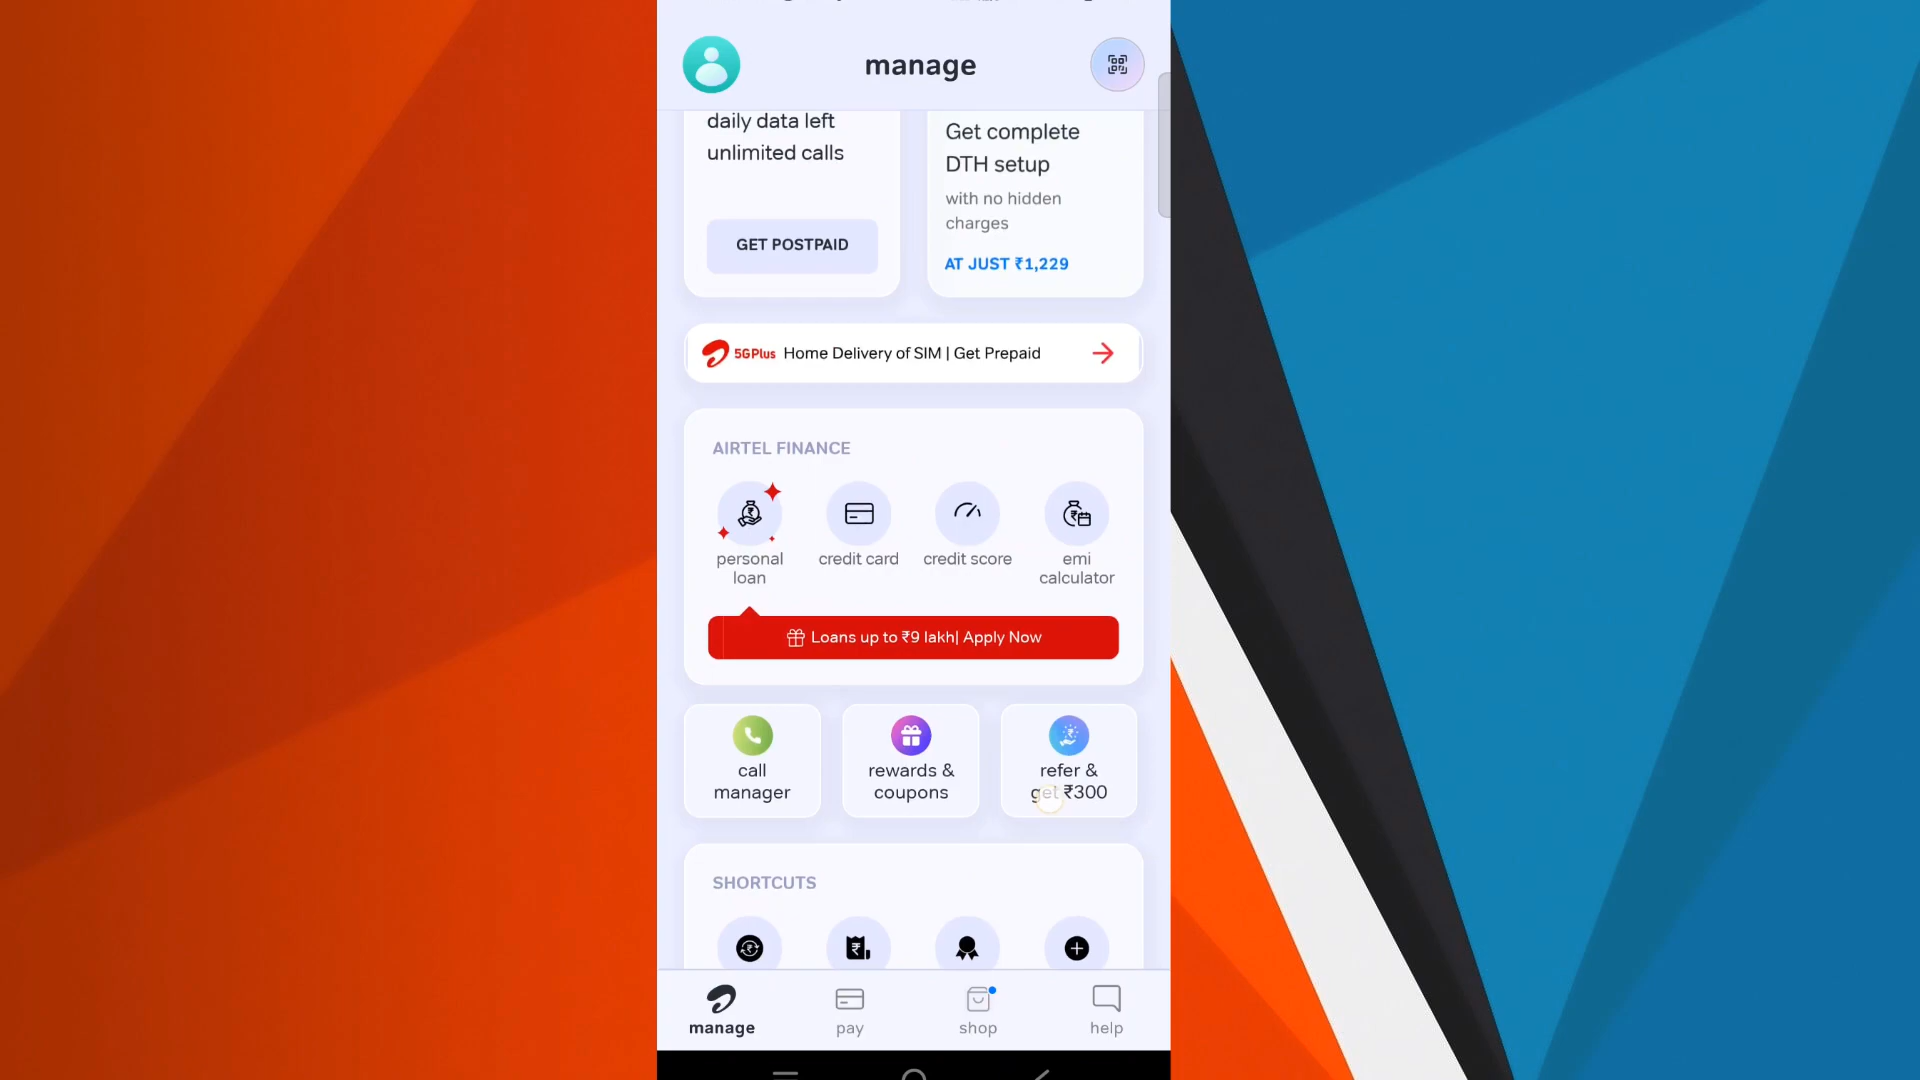 manage
daily data left
unlimited calls
GET POSTPAID
Get complete
DTH setup
with no hidden
charges
AT JUST ₹1,229
5GPlus Home Delivery of SIM | Get Prepaid
AIRTEL FINANCE
personal
loan
credit card
credit score
emi
calculator
Loans up to ₹9 lakh| Apply Now
call
manager
rewards &
coupons
refer &
get ₹300
SHORTCUTS
manage
pay
shop
help